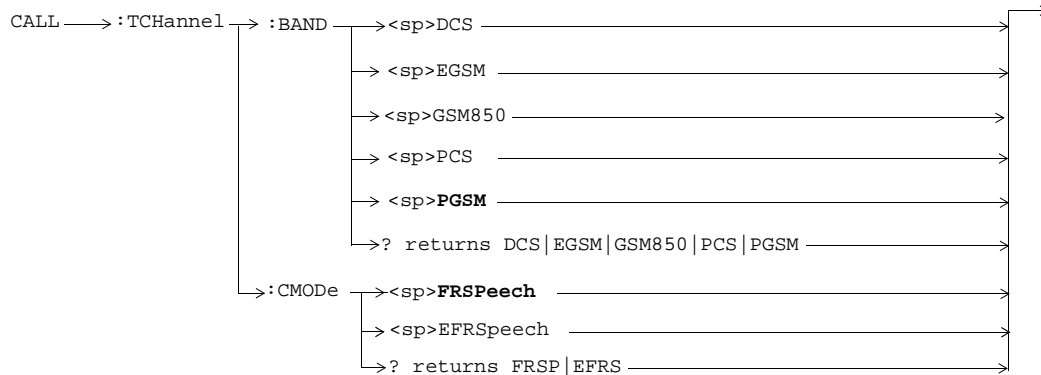 CALL :TCHannel :BAND <sp>DCS
<sp>EGSM
<sp>GSM850
<sp>PCS
<sp>PGSM
? returns DCS|EGSM|GSM850|PCS|PGSM
:CMODe <sp>FRSPeech
<sp>EFRSpeech
? returns FRSP|EFRS